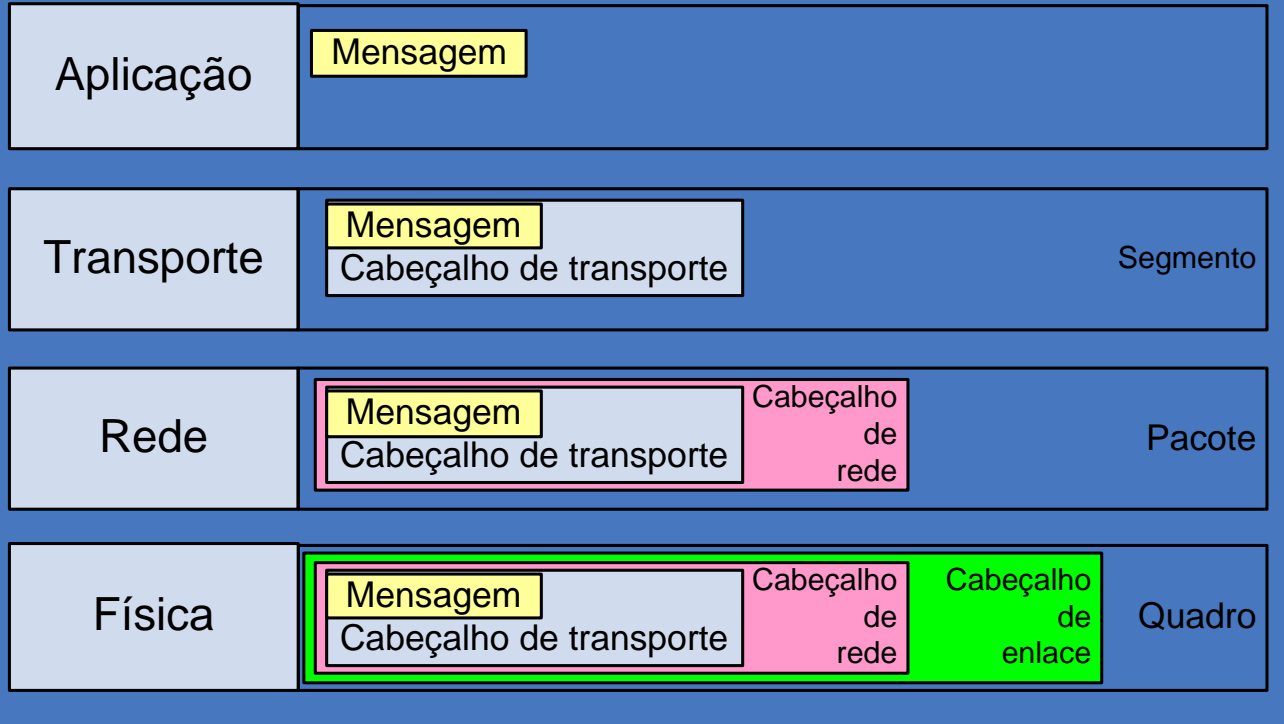 Aplicação
Mensagem
Transporte
Mensagem
Cabeçalho de transporte
Segmento
Rede
Mensagem
Cabeçalho de transporte
Cabeçalho
de
rede
Pacote
Física
Mensagem
Cabeçalho de transporte
Cabeçalho
de
rede
Cabeçalho
de
enlace
Quadro